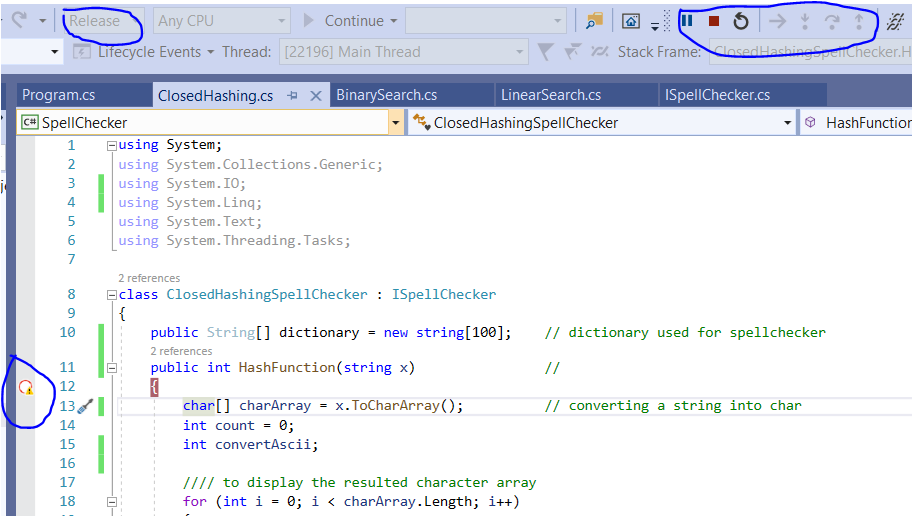 Release Any CPU Continue
Lifecycle Events Thread: [22196] Main Thread Stack Frame: ClosedHashingSpellChecker.H
Program.cs ClosedHashing.cs BinarySearch.cs LinearSearch.cs ISpellChecker.cs
C# SpellChecker ClosedHashingSpellChecker HashFunction
1 using System;
2 using System.Collections.Generic;
3 using System.IO;
4 using System.Linq;
5 using System.Text;
6 using System.Threading.Tasks;
7
2 references
8 class ClosedHashingSpellChecker : ISpellChecker
9 {
10 public String[] dictionary = new string[100]; // dictionary used for spellchecker
2 references
11 public int HashFunction(string x) //
12 {
13 char[] charArray = x.ToCharArray(); // converting a string into char
14 int count = 0;
15 int convertAscii;
16
17 //// to display the resulted character array
18 for (int i = 0; i < charArray.Length; i++)